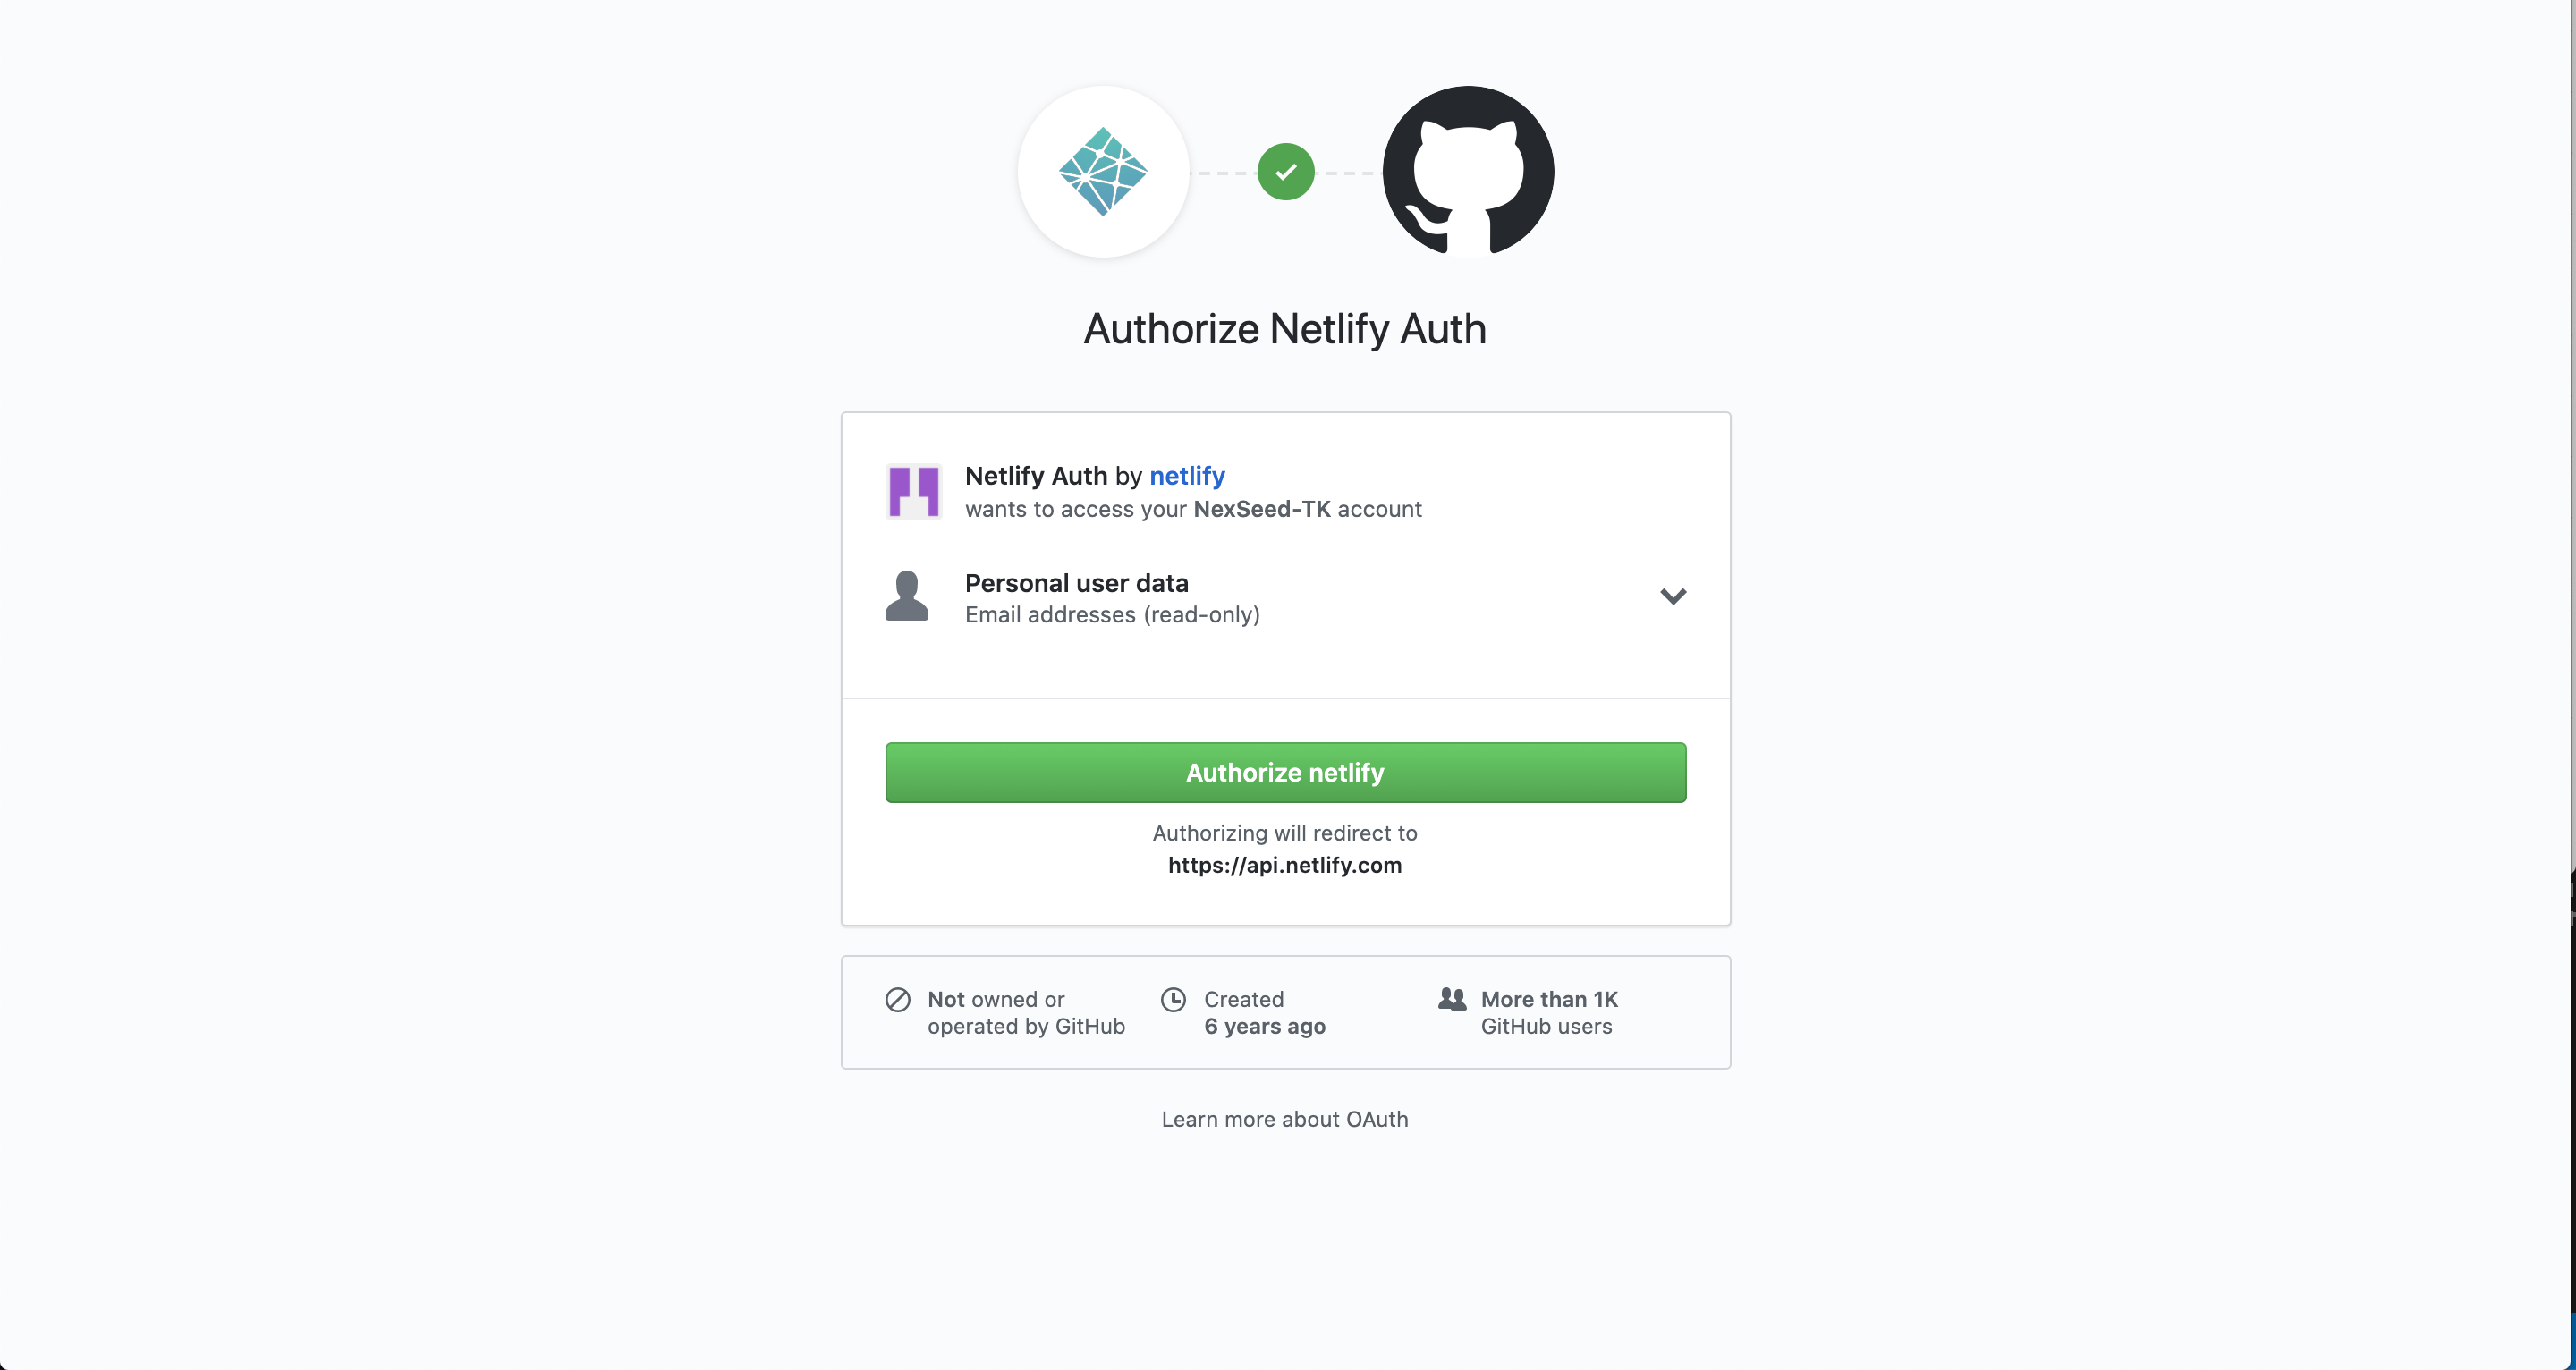 Authorize Netlify Auth
Netlify Auth by netlify
wants to access your NexSeed-TK account
Personal user data
Email addresses (read-only)
Authorize netlify
Authorizing will redirect to
https://api.netlify.com
Not owned or
operated by GitHub
Created
6 years ago
More than 1K
GitHub users
Learn more about OAuth